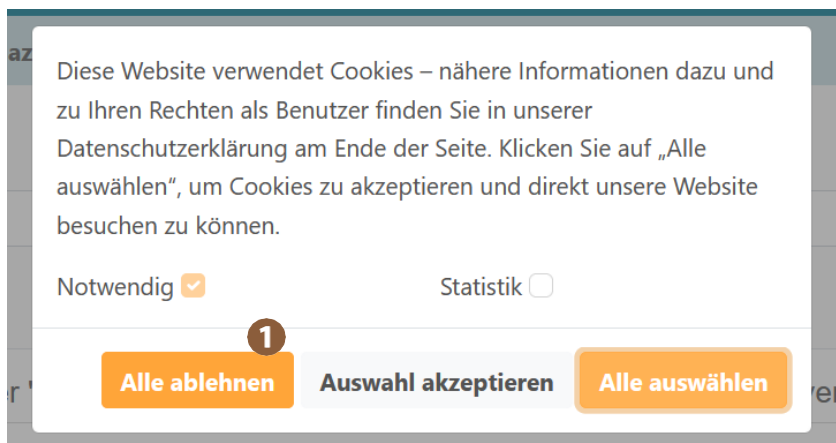 az
Diese Website verwendet Cookies – nähere Informationen dazu und
zu Ihren Rechten als Benutzer finden Sie in unserer
Datenschutzerklärung am Ende der Seite. Klicken Sie auf „Alle
auswählen“, um Cookies zu akzeptieren und direkt unsere Website
besuchen zu können.
Notwendig Statistik
1
Alle ablehnen Auswahl akzeptieren Alle auswählen